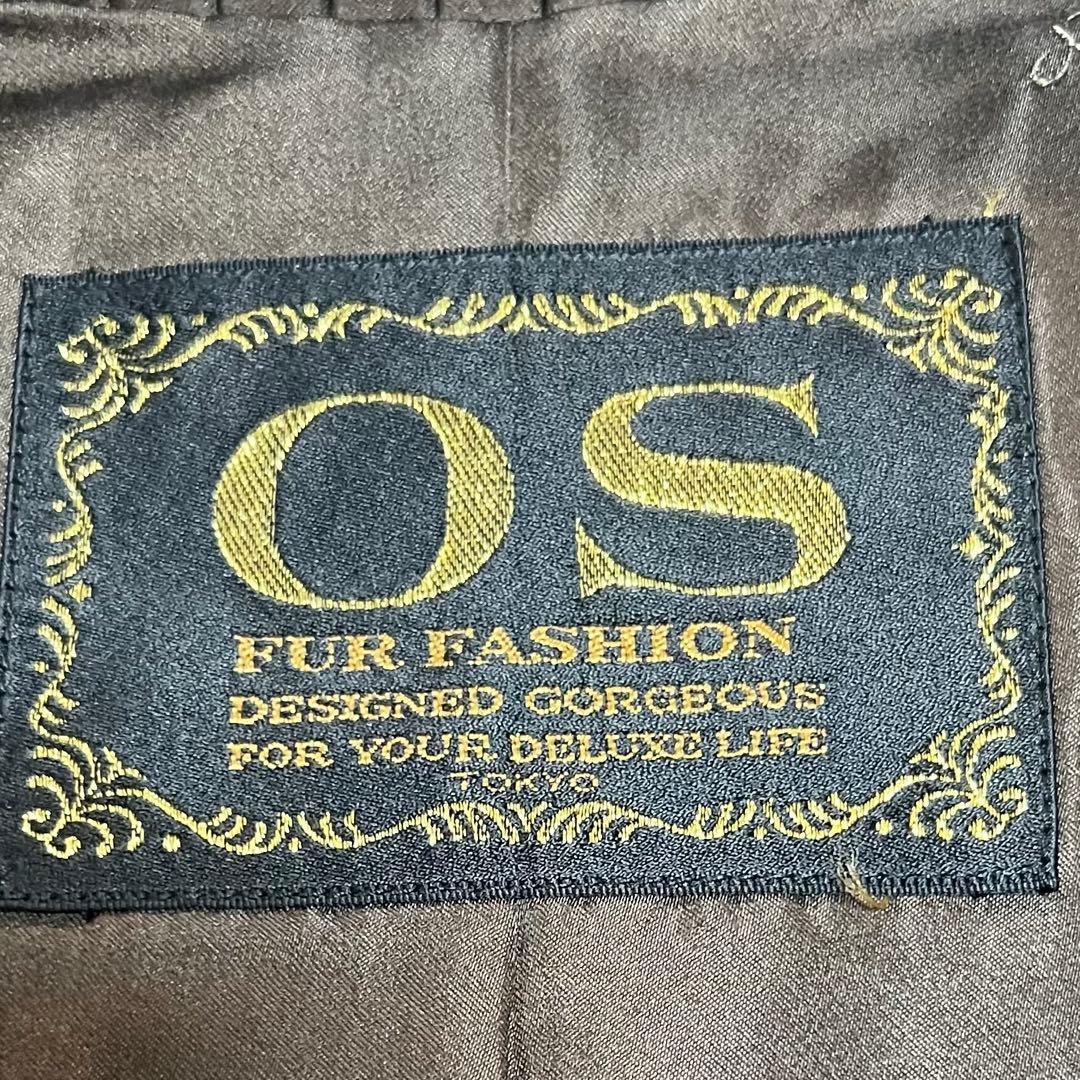 OS
FUR FASHION
DESIGNED GORGEOUS
FOR YOUR DELUXE LIFE
TOKYO